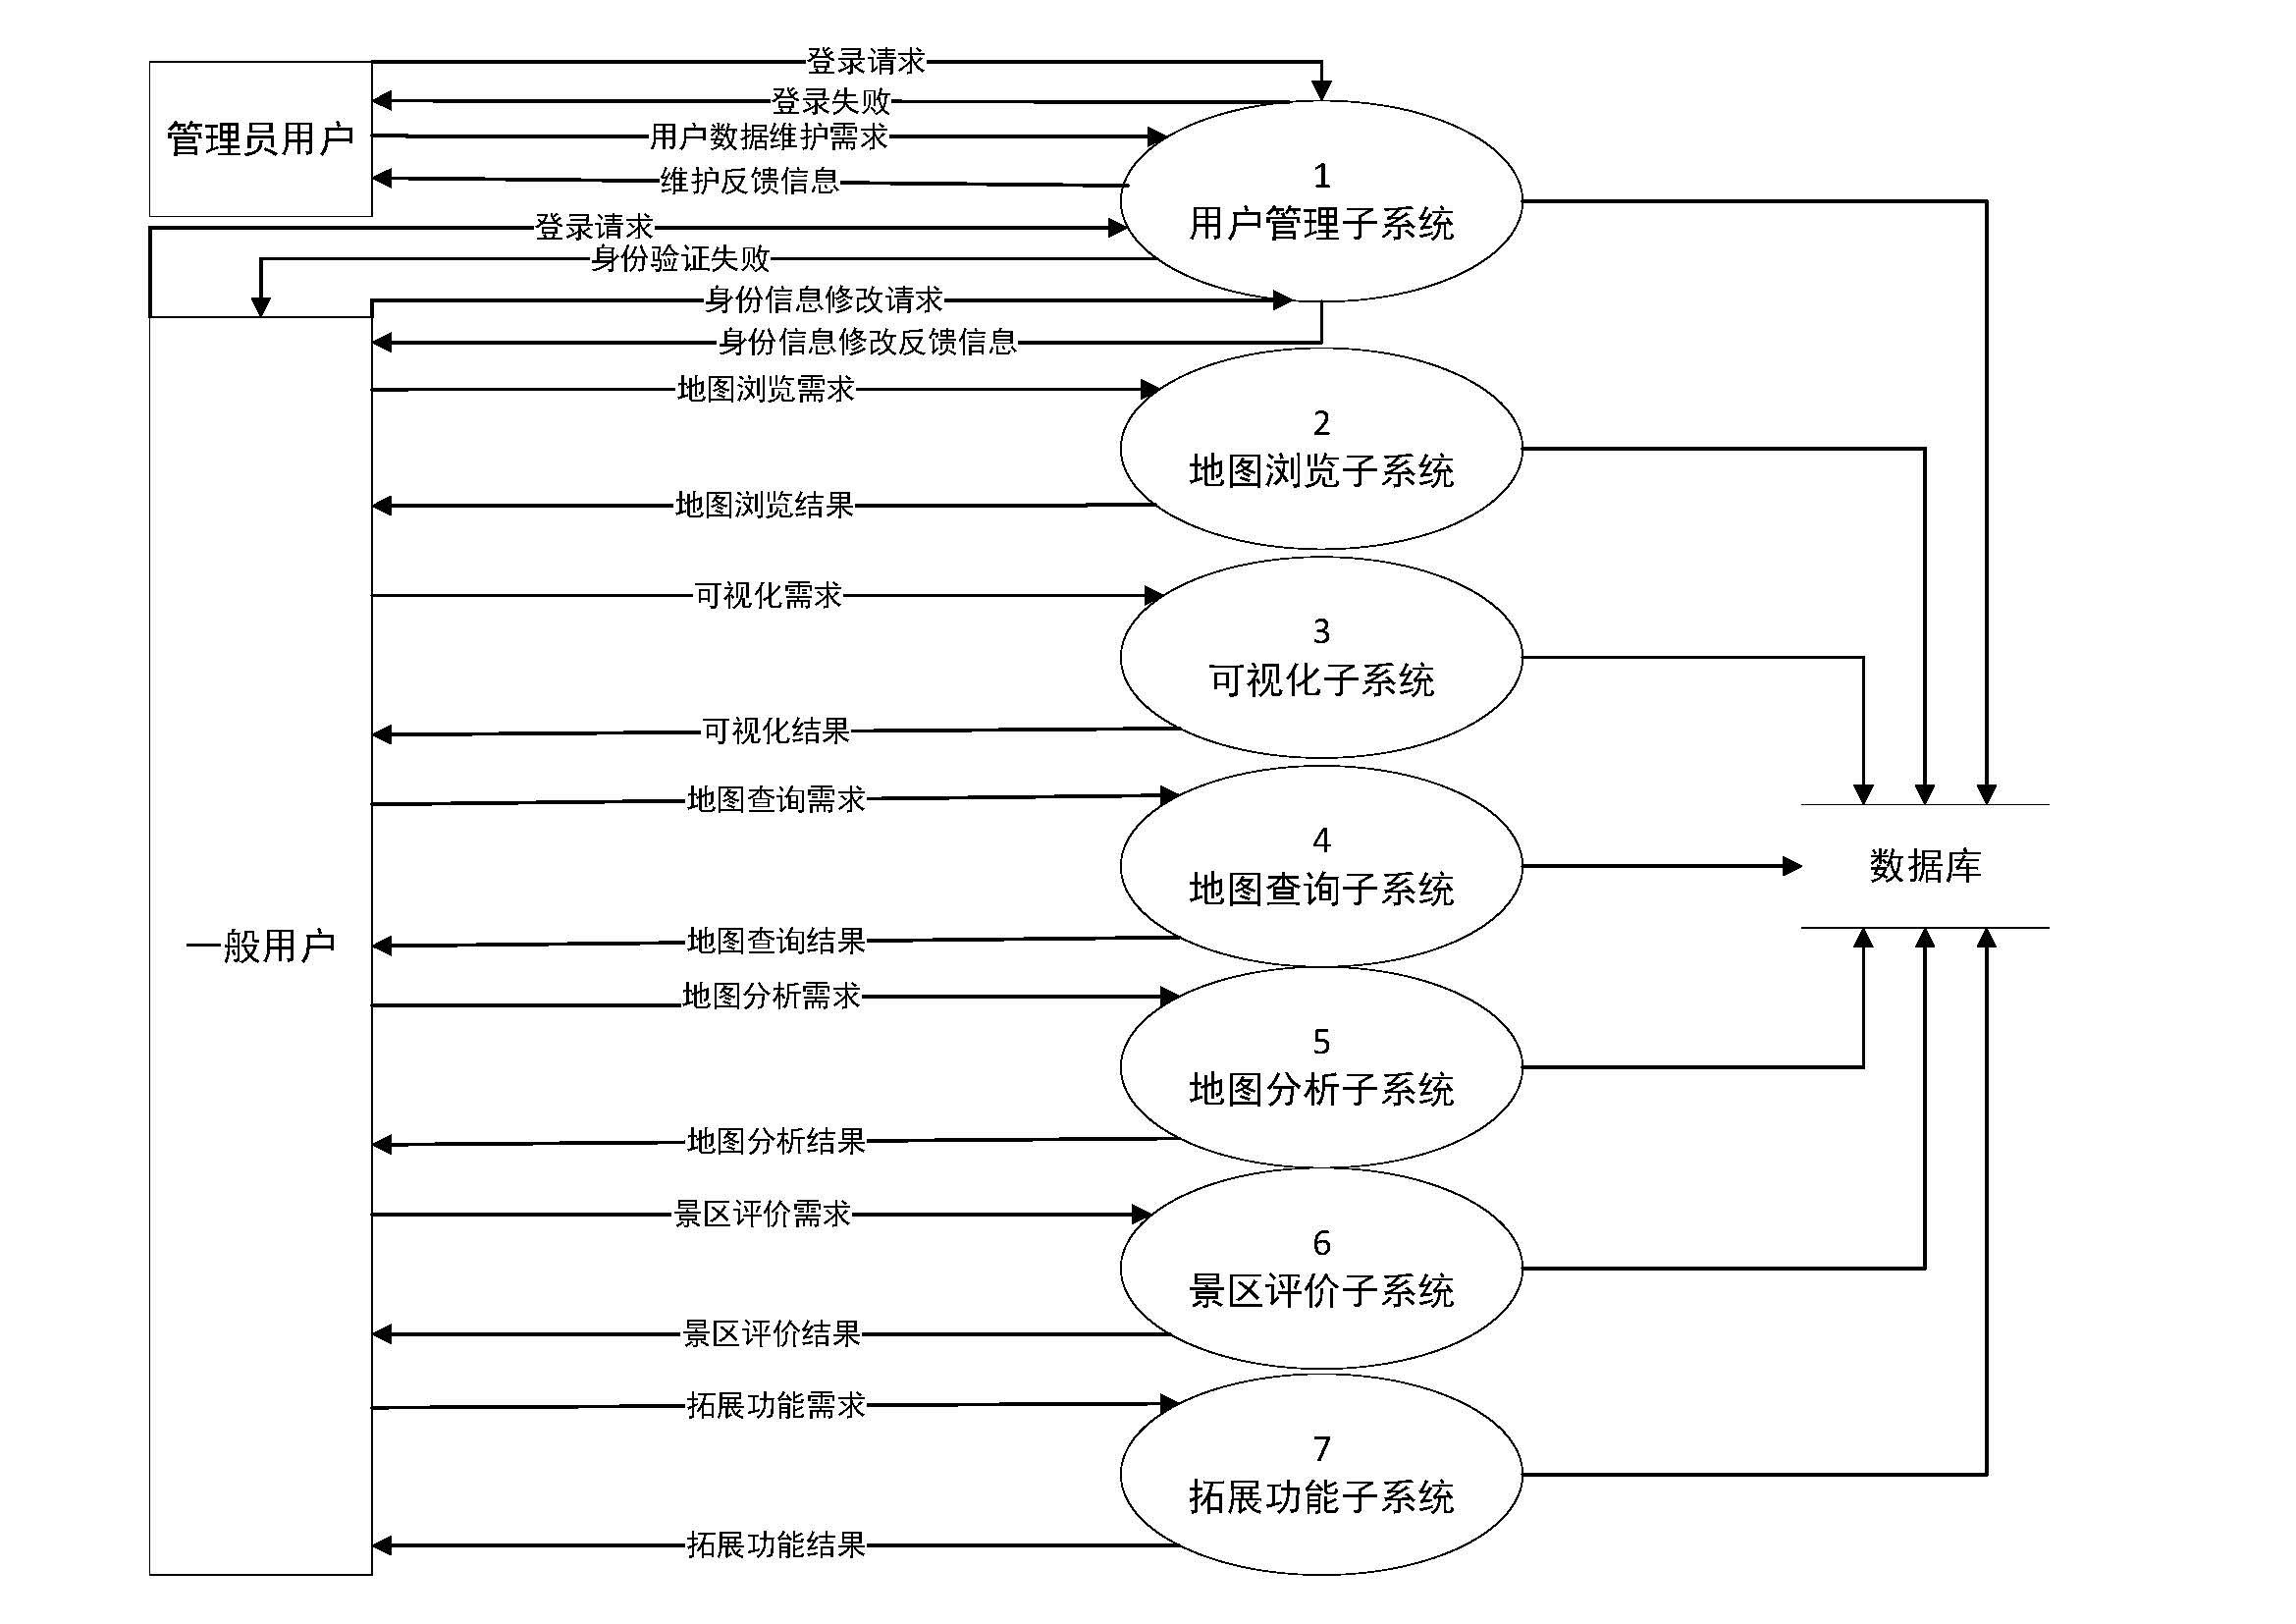 登录请求
登录失败
管理员用户
用户数据维护需求
维护反馈信息
1
用户管理子系统
登录请求
身份验证失败
身份信息修改请求
身份信息修改反馈信息
地图浏览需求
2
地图浏览子系统
地图浏览结果
可视化需求
3
可视化子系统
可视化结果
地图查询需求
4
地图查询子系统
数据库
一般用户
地图查询结果
地图分析需求
5
地图分析子系统
地图分析结果
景区评价需求
6
景区评价子系统
景区评价结果
拓展功能需求
7
拓展功能子系统
拓展功能结果